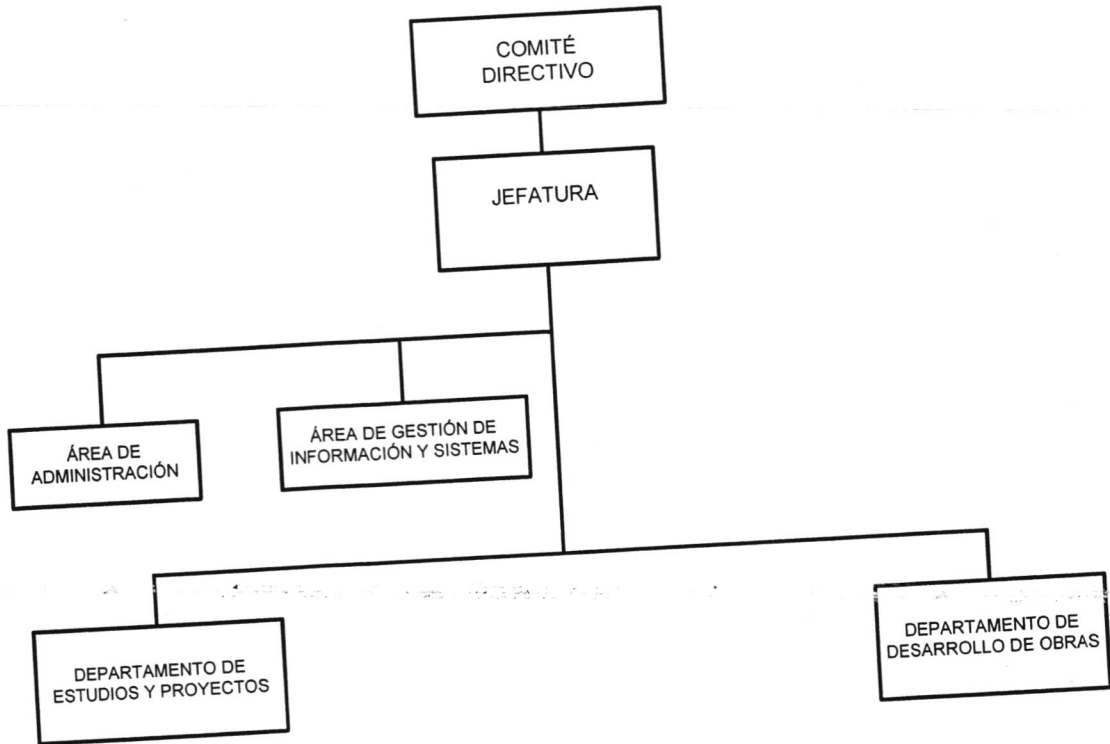 COMITÉ
DIRECTIVO
JEFATURA
ÁREA DE
ADMINISTRACIÓN
ÁREA DE GESTIÓN DE
INFORMACIÓN Y SISTEMAS
DEPARTAMENTO DE
ESTUDIOS Y PROYECTOS
DEPARTAMENTO DE
DESARROLLO DE OBRAS